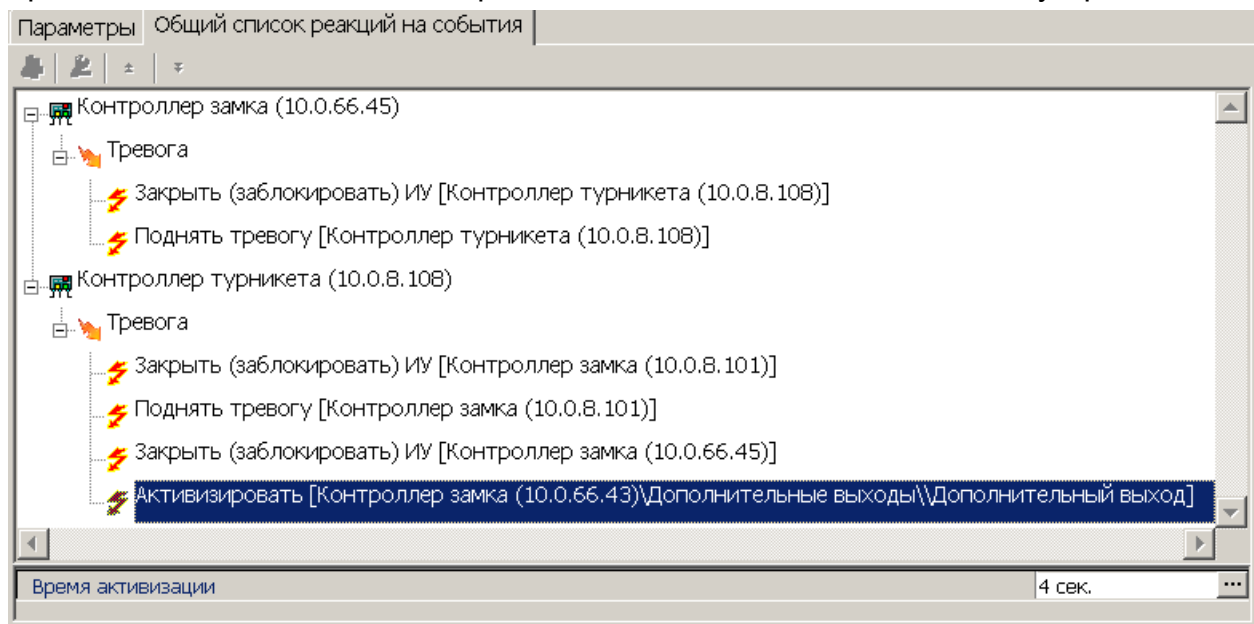 Параметры Общий список реакций на события
Контроллер замка (10.0.66.45)
Тревога
Закрыть (заблокировать) ИУ [Контроллер турникета (10.0.8.108)]
Поднять тревогу [Контроллер турникета (10.0.8.108)]
Контроллер турникета (10.0.8.108)
Тревога
Закрыть (заблокировать) ИУ [Контроллер замка (10.0.8.101)]
Поднять тревогу [Контроллер замка (10.0.8.101)]
Закрыть (заблокировать) ИУ [Контроллер замка (10.0.66.45)]
Активизировать [Контроллер замка (10.0.66.43)\Дополнительные выходы\\Дополнительный выход]
Время активизации 4 сек. ...